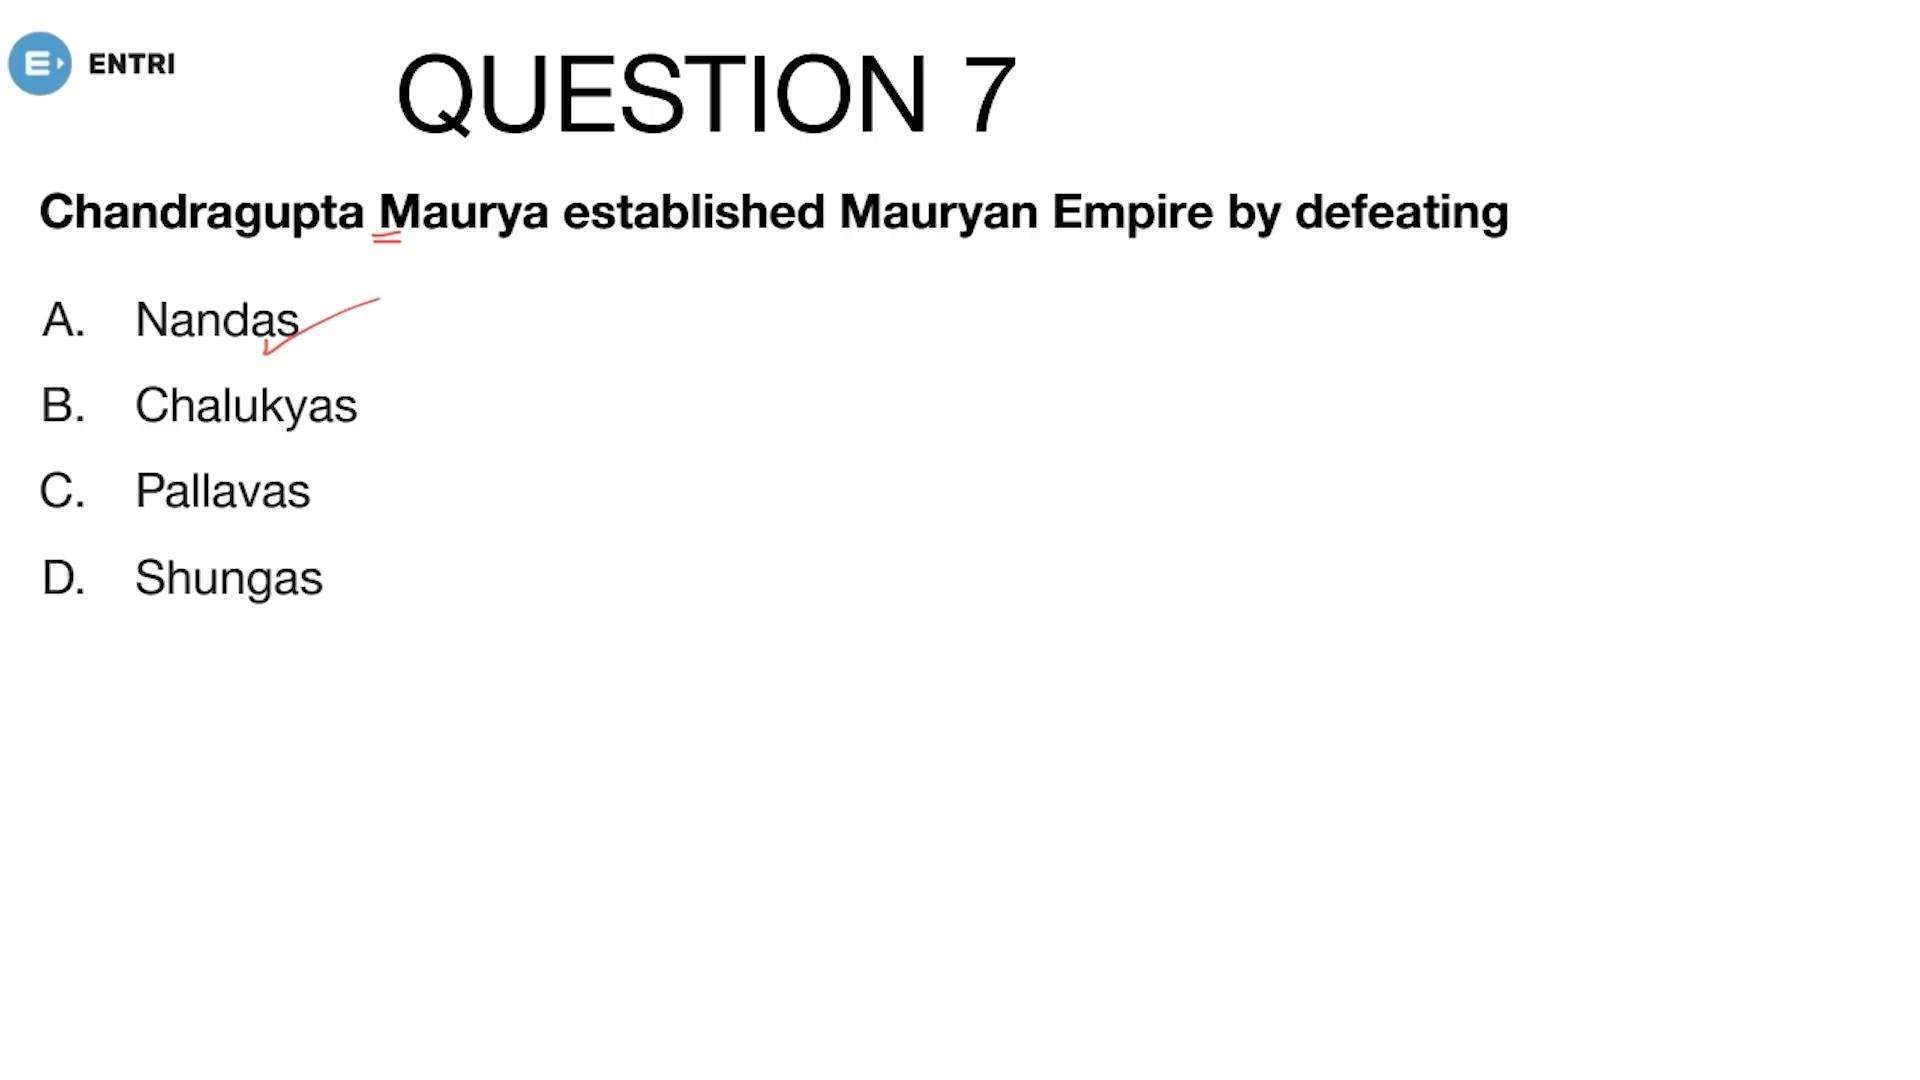 ENTRI
QUESTION 7
Chandragupta Maurya established Mauryan Empire by defeating
A. Nandas
B. Chalukyas
C. Pallavas
D. Shungas